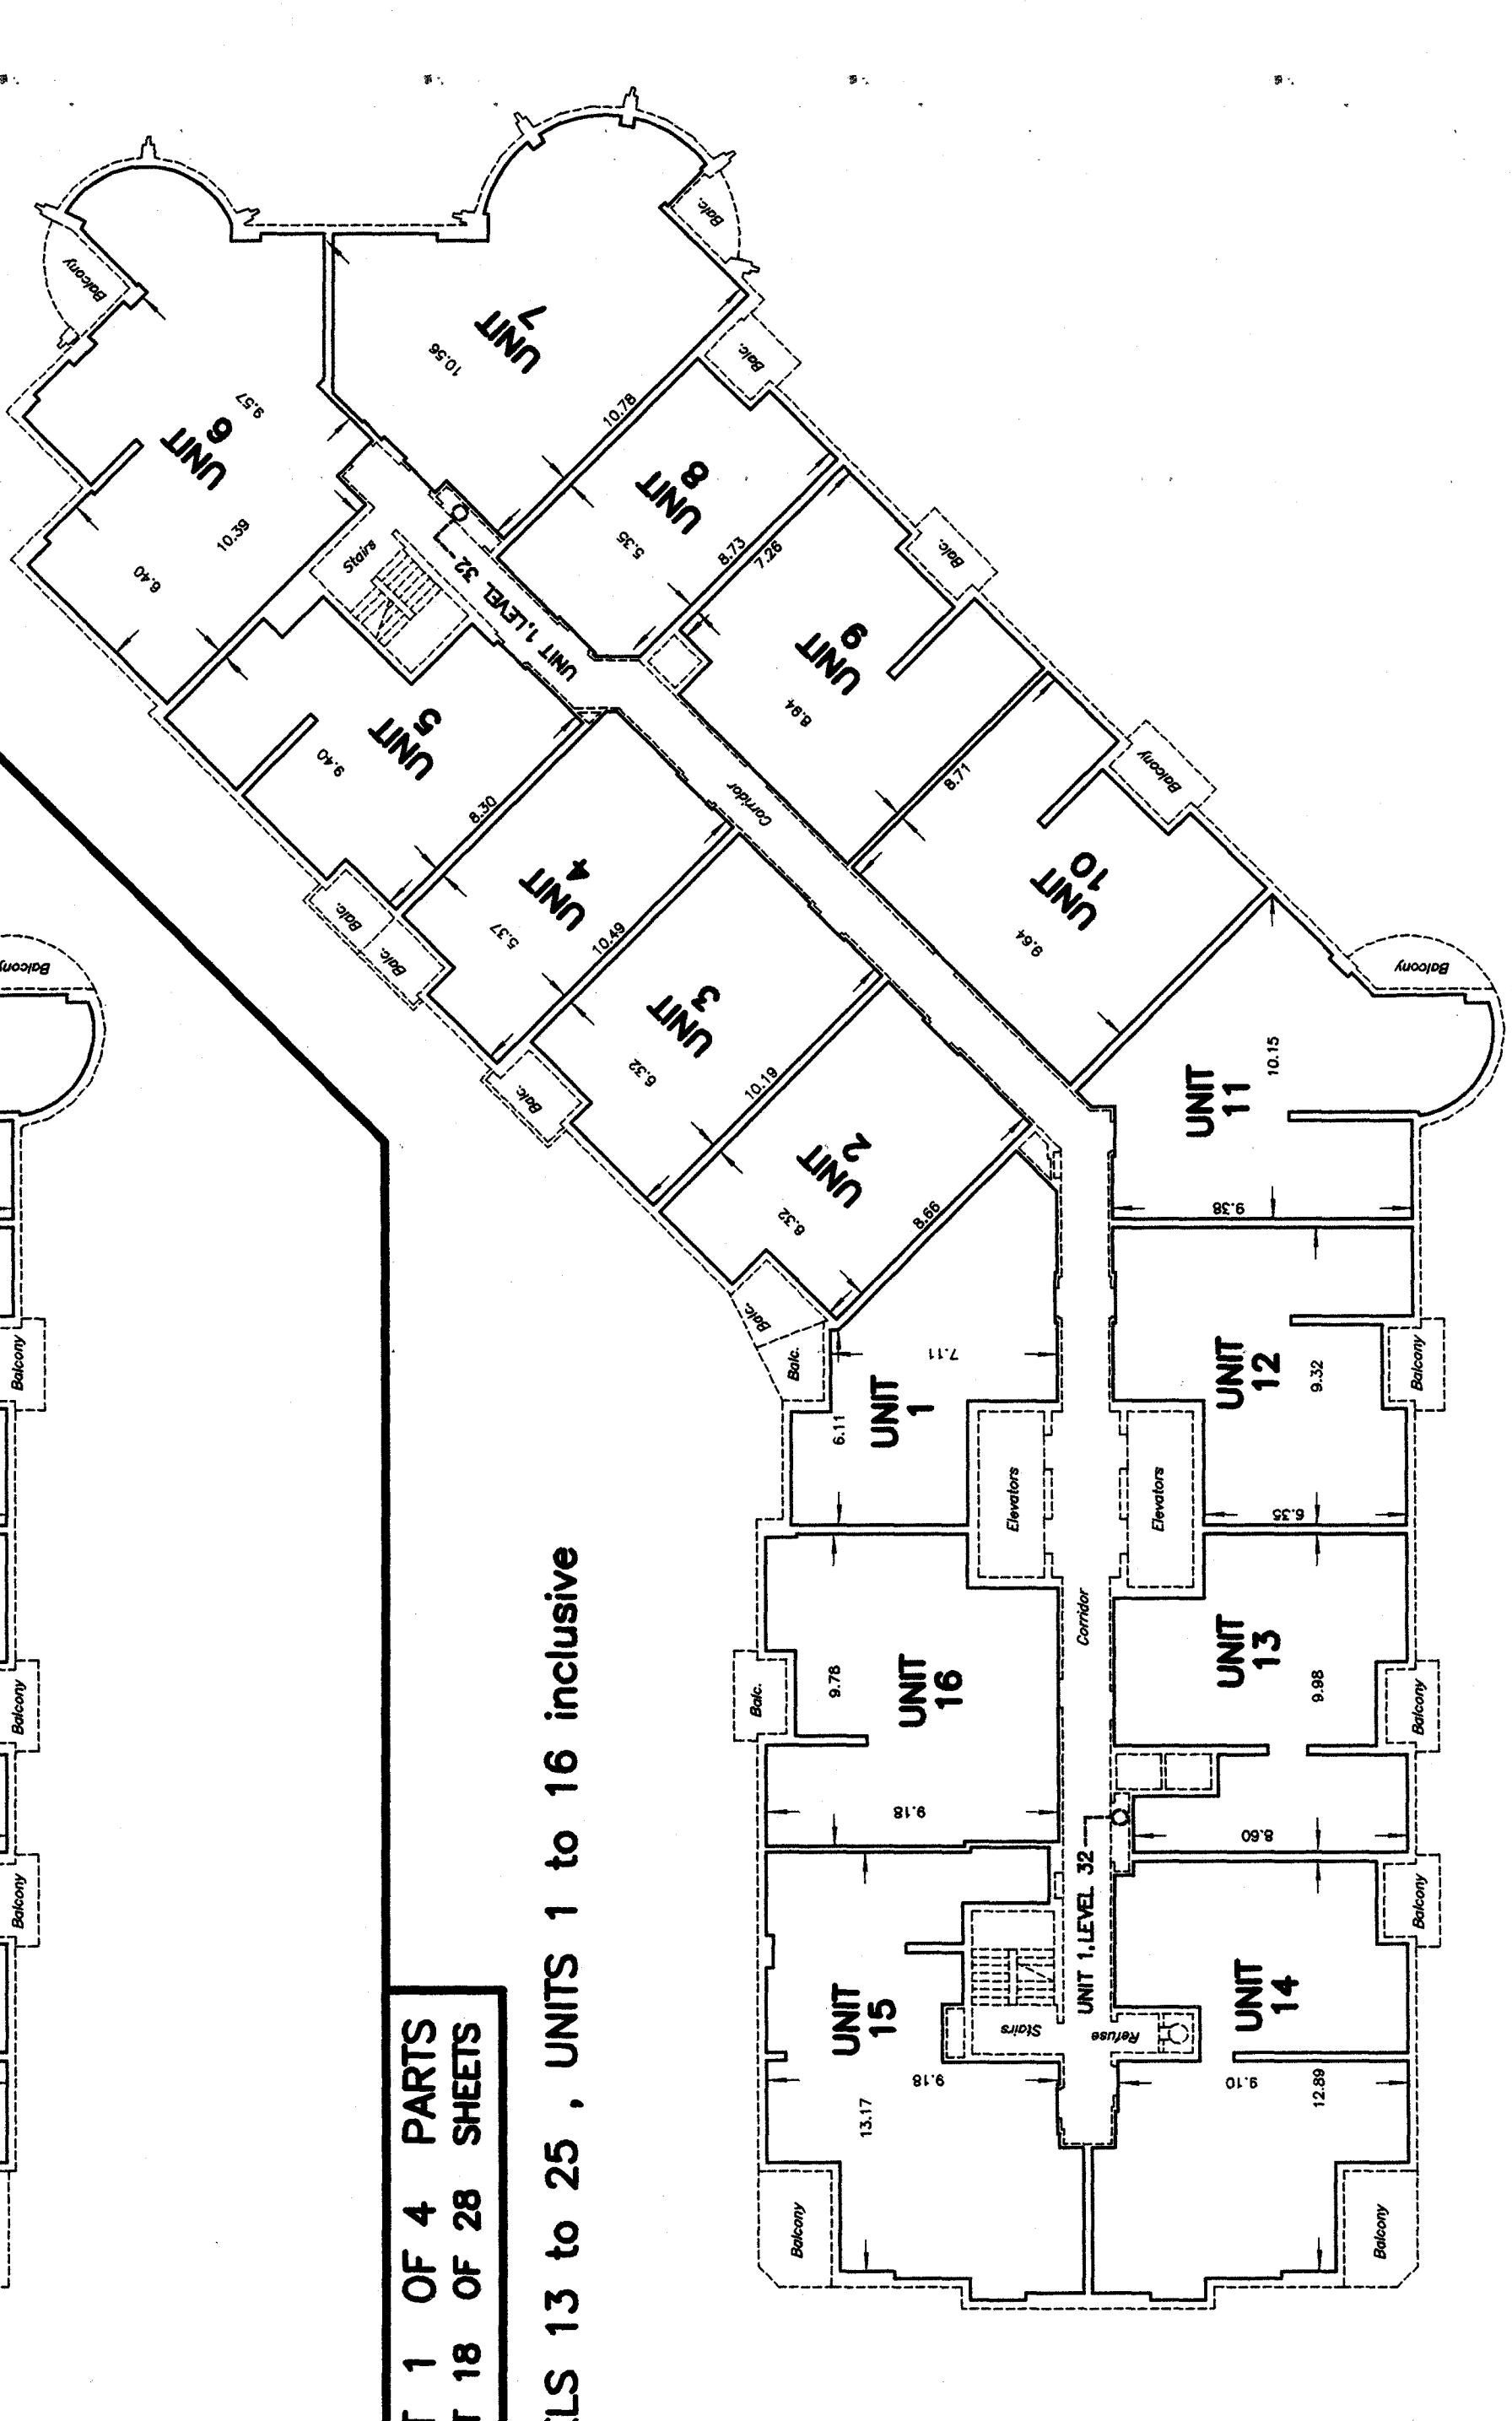 UNIT
6
9.57
10.39
6.40
Balcony
UNIT
7
10.56
10.78
Balc.
UNIT
8
5.35
8.73
Balc.
UNIT
9
7.26
8.94
Balc.
UNIT
10
8.71
9.64
Balcony
UNIT
11
10.15
9.38
Balcony
UNIT
12
9.32
6.35
Balcony
UNIT
13
9.98
8.60
Balcony
UNIT
14
9.10
12.89
Balcony
Balcony
UNIT
15
9.18
13.17
Balcony
UNIT
16
9.78
9.18
Balc.
UNIT
1
6.11
7.11
Balc.
UNIT
2
6.32
8.66
Balc.
UNIT
3
6.32
10.19
Balc.
UNIT
4
5.37
10.49
Balc.
UNIT
5
9.40
8.30
Balc.
Stairs
UNIT 1,LEVEL 32
Corridor
Elevators
Elevators
Corridor
UNIT 1,LEVEL 32
Stairs
Refuse
1 OF 4 PARTS
18 OF 28 SHEETS
13 to 25 , UNITS 1 to 16 inclusive
Balcony
Balcony
Balcony
Balcony